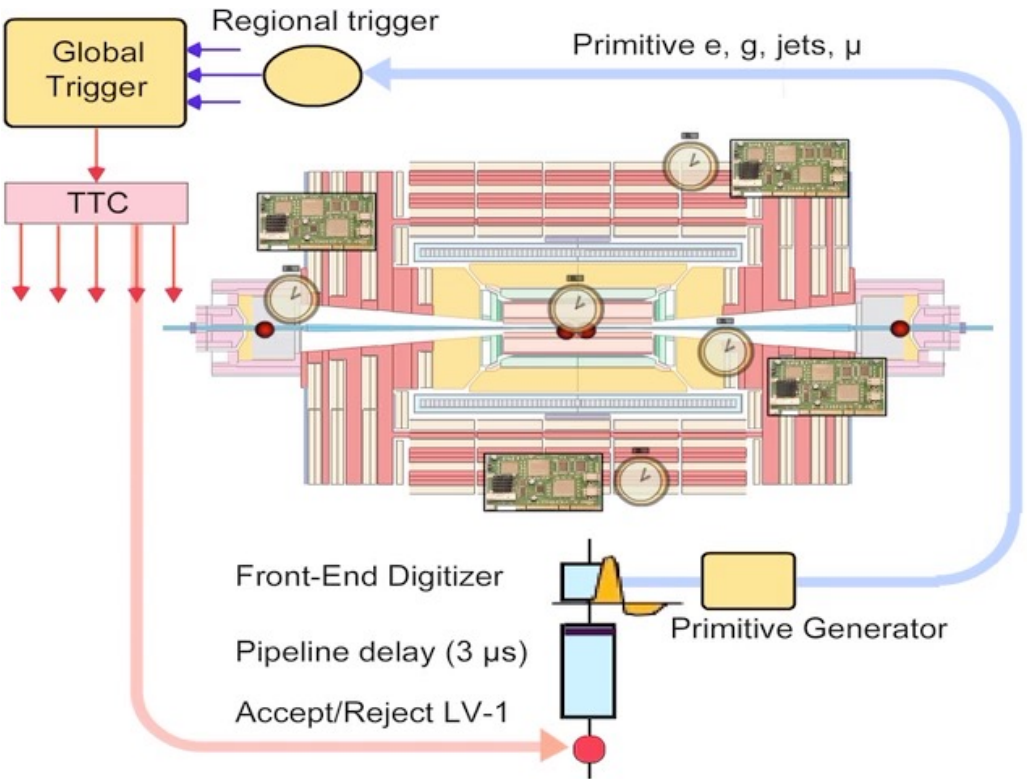 Regional trigger
Global
Trigger
Primitive e, g, jets, μ
TTC
Front-End Digitizer
Primitive Generator
Pipeline delay (3 μs)
Accept/Reject LV-1